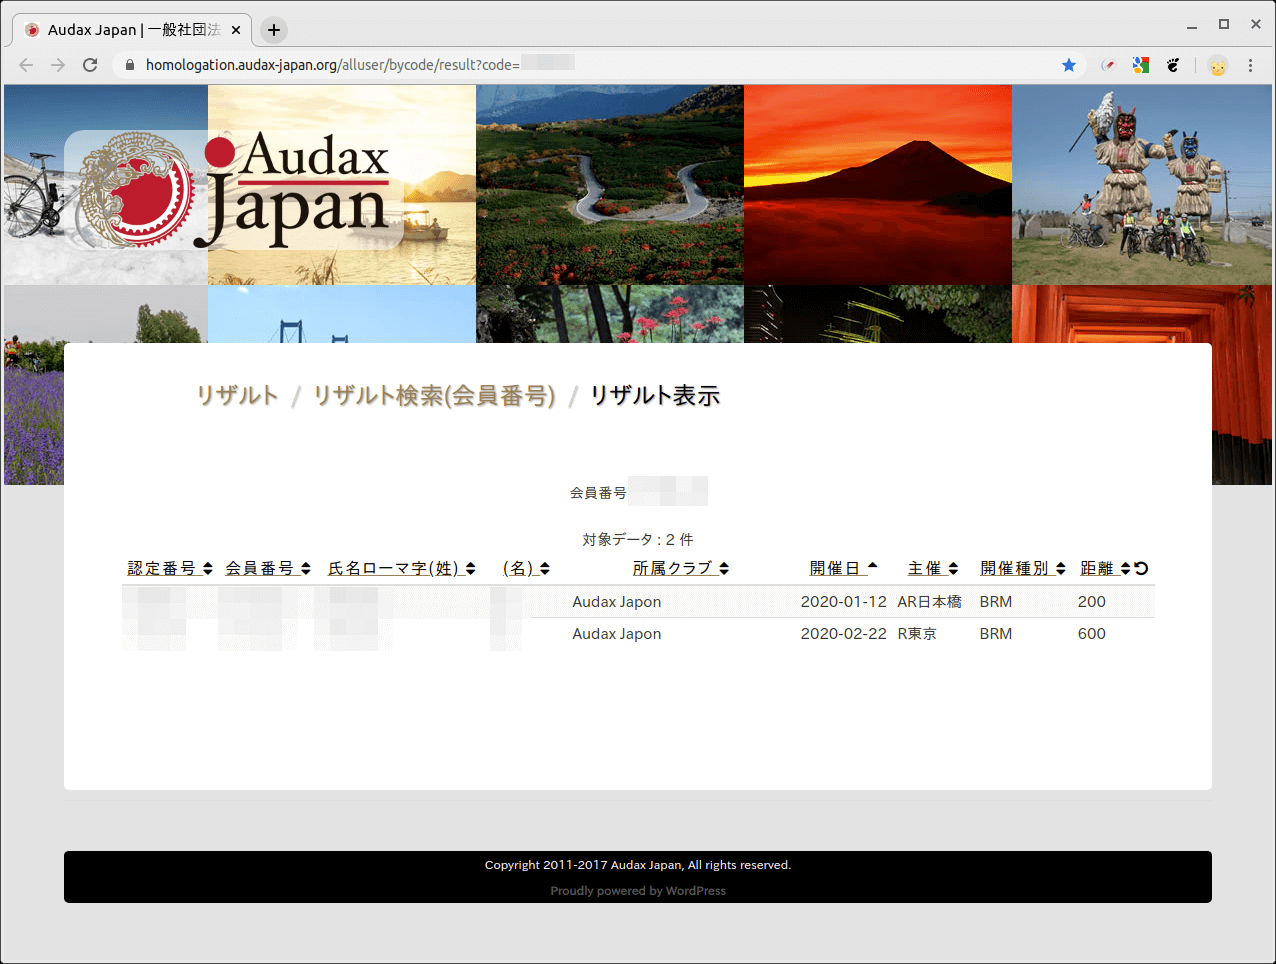 Audax Japan | 一般社団法
homologation.audax-japan.org/alluser/bycode/result?code=
Audax
Japan
リザルト / リザルト検索(会員番号) / リザルト表示
会員番号
対象データ : 2 件
認定番号 会員番号 氏名ローマ字(姓) (名) 所属クラブ 開催日 主催 開催種別 距離
Audax Japon 2020-01-12 AR日本橋 BRM 200
Audax Japon 2020-02-22 R東京 BRM 600
Copyright 2011-2017 Audax Japan, All rights reserved.
Proudly powered by WordPress